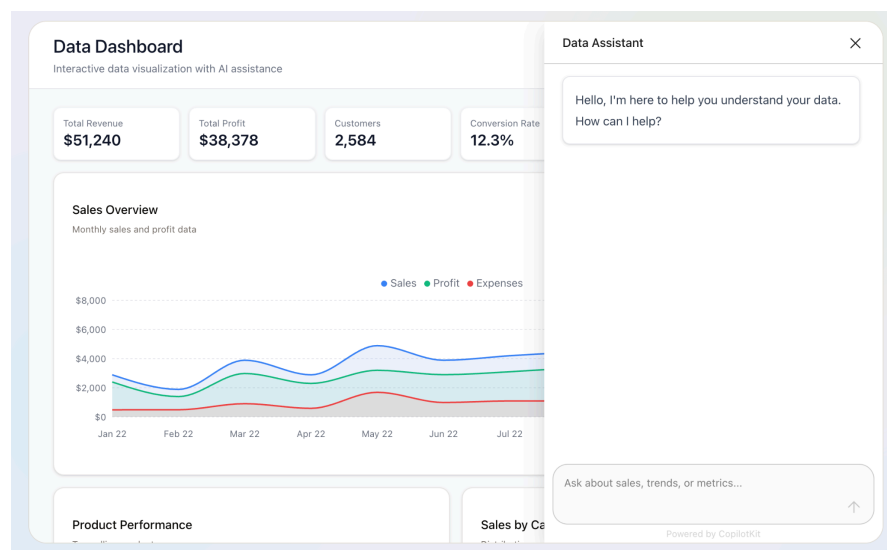 Data Dashboard
Interactive data visualization with AI assistance
Total Revenue
$51,240
Total Profit
$38,378
Customers
2,584
Conversion Rate
12.3%
Sales Overview
Monthly sales and profit data
Sales Profit Expenses
$8,000
$6,000
$4,000
$2,000
$0
Jan 22 Feb 22 Mar 22 Apr 22 May 22 Jun 22 Jul 22
Product Performance
Sales by Ca
Data Assistant
Hello, I'm here to help you understand your data.
How can I help?
Ask about sales, trends, or metrics...
Powered by CopilotKit